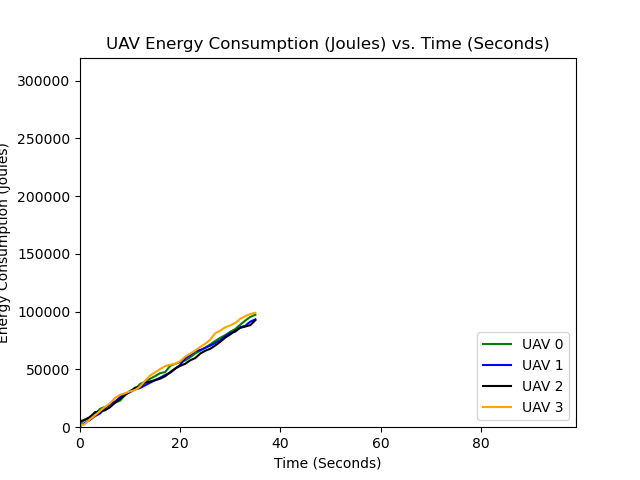 UAV Energy Consumption (Joules) vs. Time (Seconds)
300000
250000
200000
150000
100000
50000
0
Energy Consumption (Joules)
0 20 40 60 80
Time (Seconds)
UAV 0
UAV 1
UAV 2
UAV 3